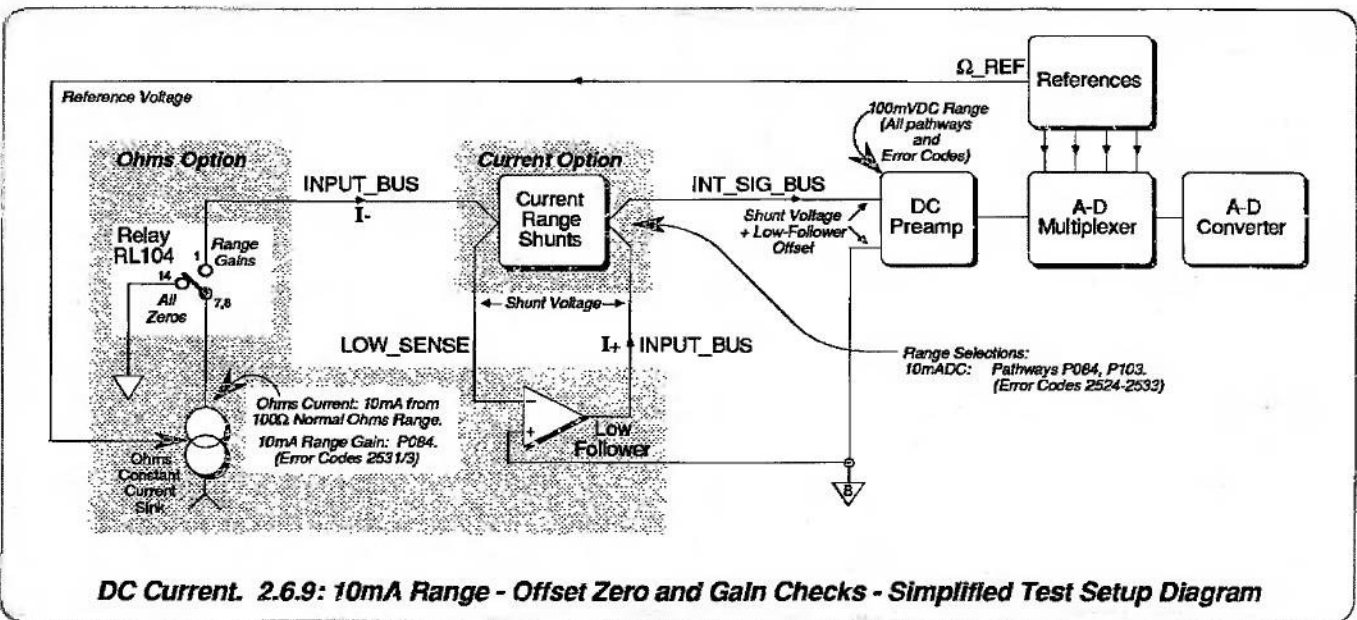 Ω_REF
References
Reference Voltage
100mVDC Range
(All pathways
and
Error Codes)
Ohms Option
Current Option
INPUT_BUS
I-
INT_SIG_BUS
Current
Range
Shunts
Shunt Voltage
+ Low-Follower
Offset
DC
Preamp
A-D
Multiplexer
A-D
Converter
Relay
RL104
Range
Gains
1
14
7,8
All
Zeros
Shunt Voltage
LOW_SENSE
I+
INPUT_BUS
Range Selections:
10mADC: Pathways P084, P103.
(Error Codes 2524-2533)
Ohms Current: 10mA from
100Ω Normal Ohms Range.
10mA Range Gain: P084.
(Error Codes 2531/3)
-
+
Low
Follower
Ohms
Constant
Current
Sink
B
DC Current. 2.6.9: 10mA Range - Offset Zero and Gain Checks - Simplified Test Setup Diagram